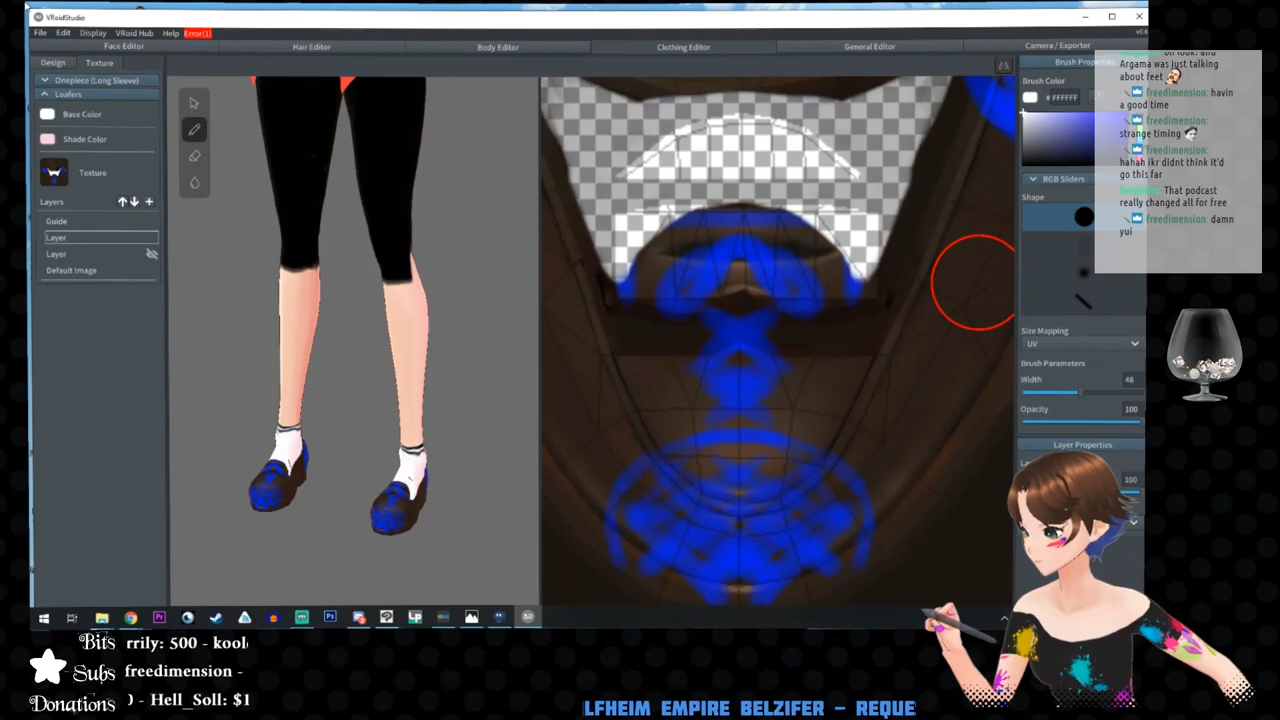 VRoidStudio
File Edit Display VRoid Hub Help Error(1)
v0.6
Face Editor Hair Editor Body Editor Clothing Editor General Editor Camera / Exporter
Design Texture
Onepiece (Long Sleeve)
Loafers
Base Color
Shade Color
Texture
Layers
Guide
Layer
Layer
Default Image
Brush Properties
Brush Color
# FFFFFF
RGB Sliders
Shape
Size Mapping
UV
Brush Parameters
Width 48
Opacity 100
Layer Properties
100
Argama was just talking
about feet
freedimension: havin
a good time
freedimension:
strange timing
freedimension:
hahah ikr didnt think it'd
go this far
That podcast
really changed all for free
freedimension: damn
yui
Bits rrily: 500 - kool
Subs freedimension -
Donations ) - Hell_Soll: $1
LFHEIM EMPIRE BELZIFER - REQUE